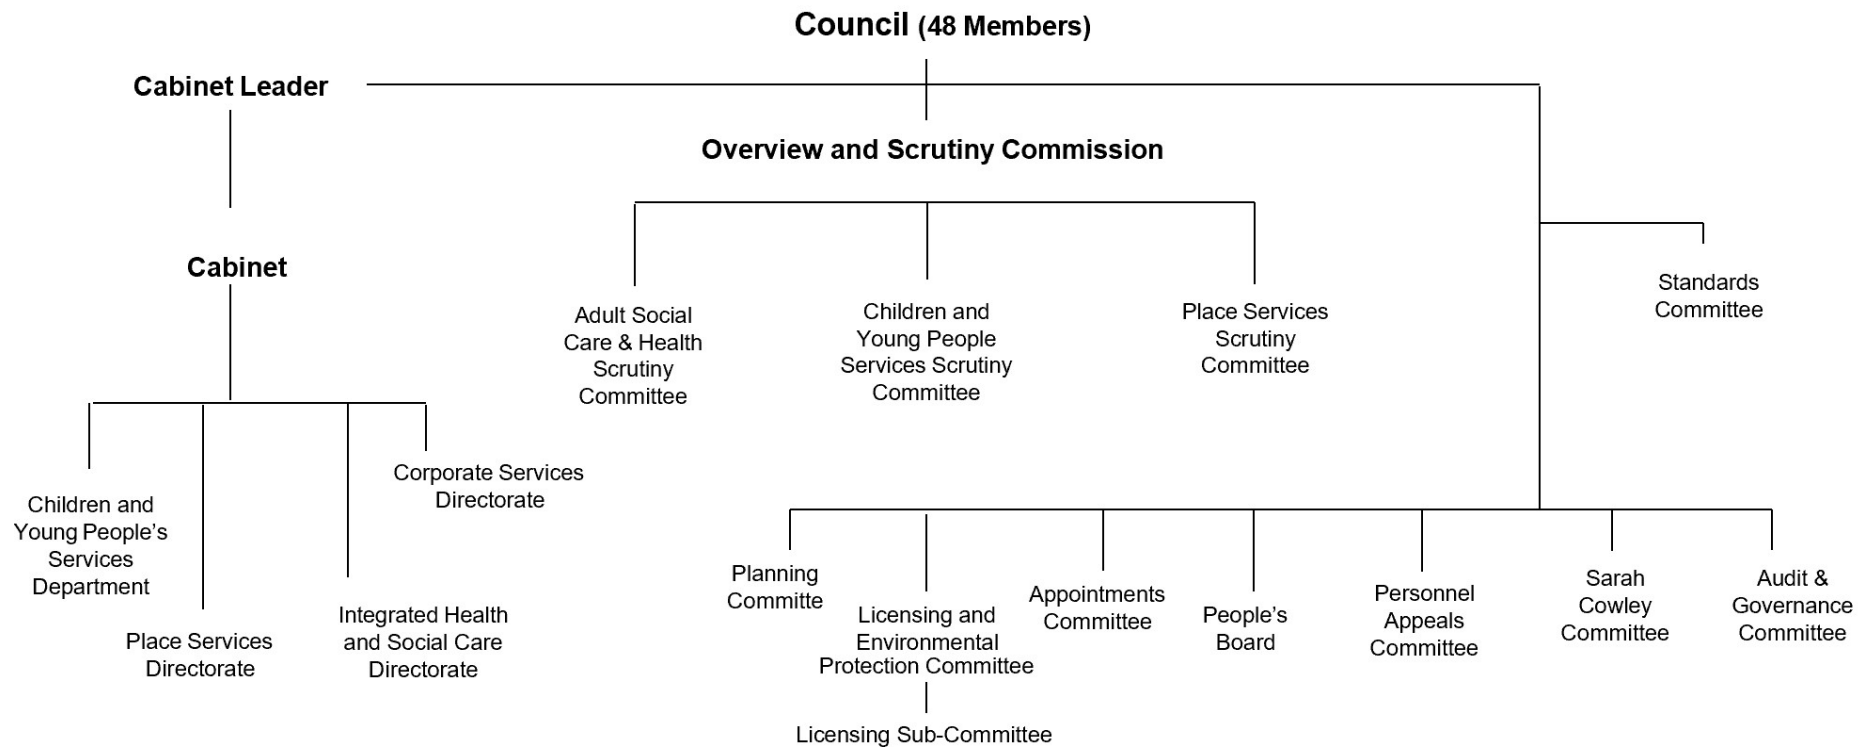 Council (48 Members)
Cabinet Leader
Overview and Scrutiny Commission
Cabinet
Standards
Committee
Adult Social
Care & Health
Scrutiny
Committee
Children and
Young People
Services Scrutiny
Committee
Place Services
Scrutiny
Committee
Corporate Services
Directorate
Children and
Young People’s
Services
Department
Place Services
Directorate
Integrated Health
and Social Care
Directorate
Planning
Committe
Licensing and
Environmental
Protection Committee
Licensing Sub-Committee
Appointments
Committee
People’s
Board
Personnel
Appeals
Committee
Sarah
Cowley
Committee
Audit &
Governance
Committee